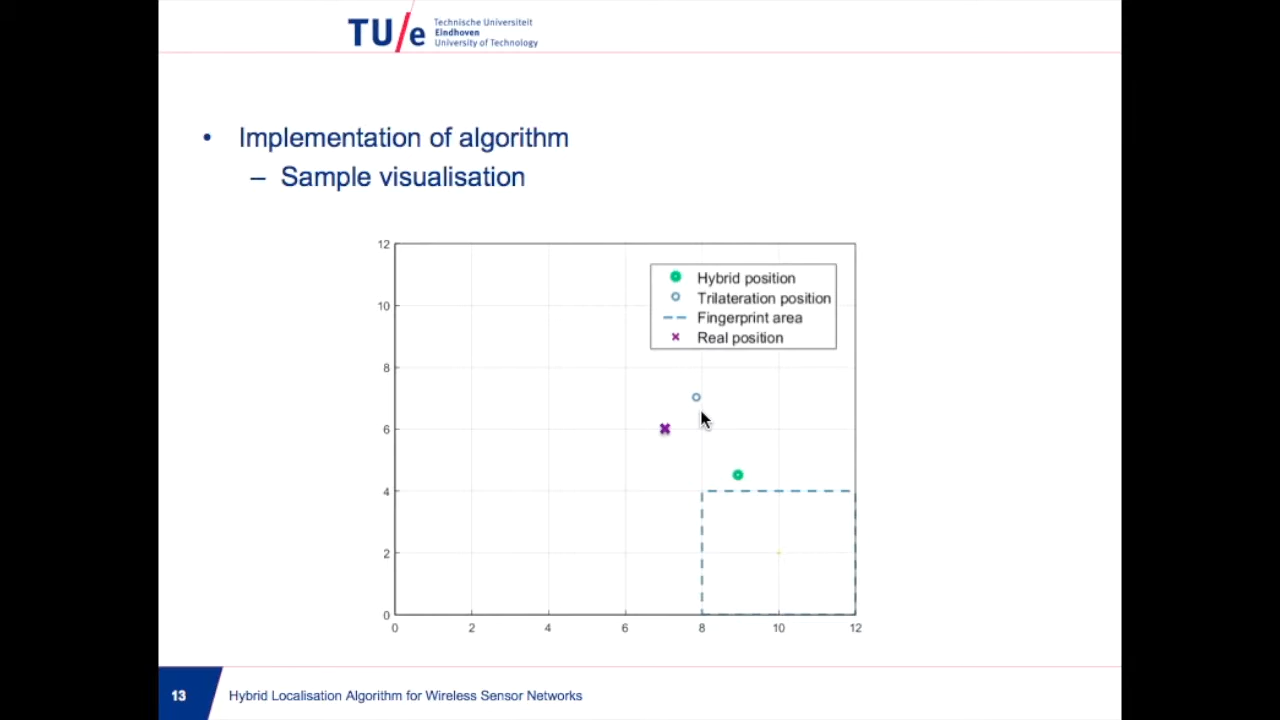 TU/e
Technische Universiteit
Eindhoven
University of Technology
• Implementation of algorithm
– Sample visualisation
12
10
8
6
4
2
0
Hybrid position
Trilateration position
Fingerprint area
Real position
0 2 4 6 8 10 12
13
Hybrid Localisation Algorithm for Wireless Sensor Networks